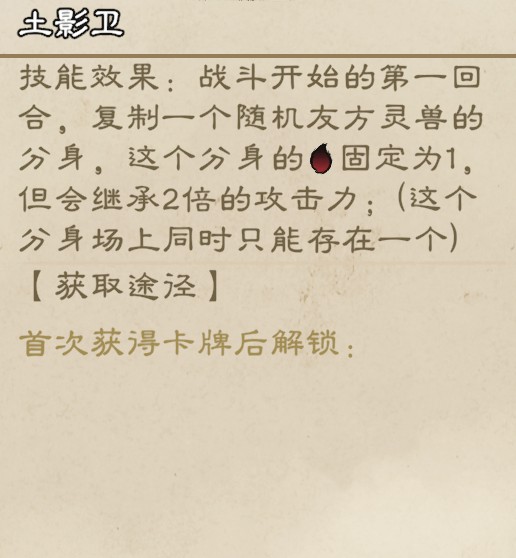 土影卫
技能效果：战斗开始的第一回
合，复制一个随机友方灵兽的
分身，这个分身的固定为1，
但会继承2倍的攻击力；（这个
分身场上同时只能存在一个）
【获取途径】
首次获得卡牌后解锁：